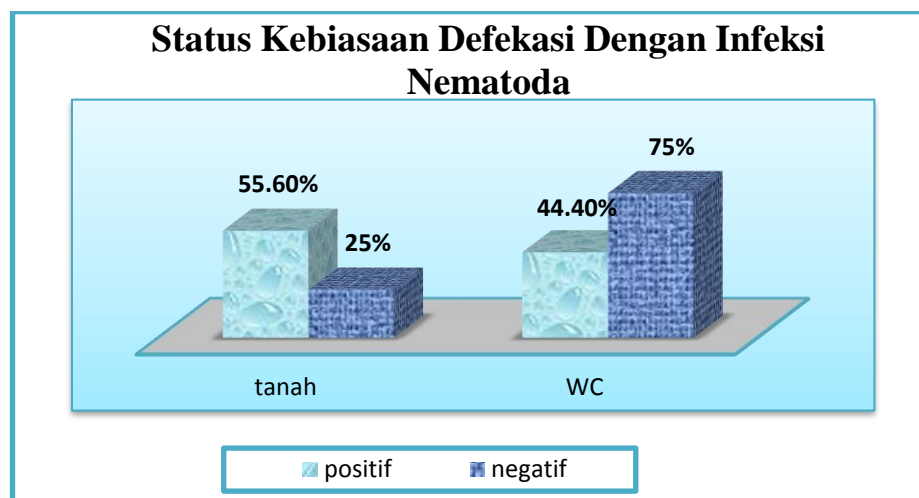 Status Kebiasaan Defekasi Dengan Infeksi
Nematoda
75%
55.60%
44.40%
25%
tanah WC
positif negatif